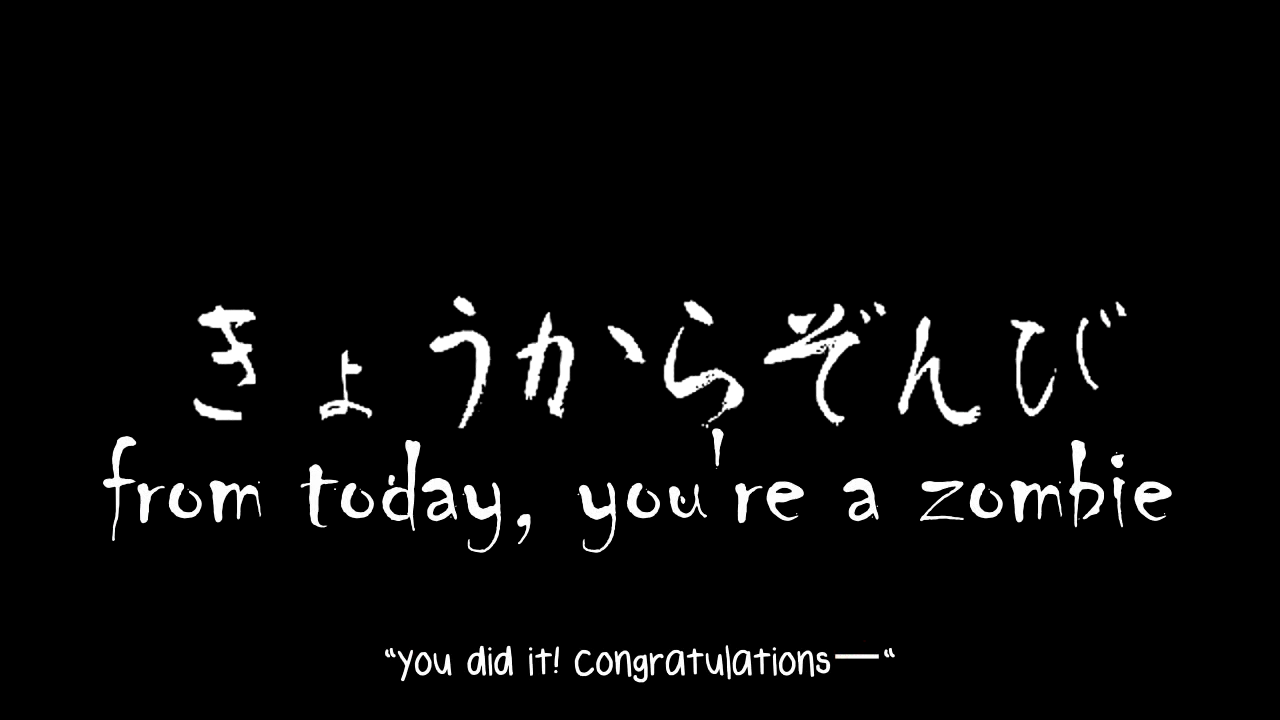 きょうからぞんび
from today, you're a zombie
“you did it! Congratulations—“